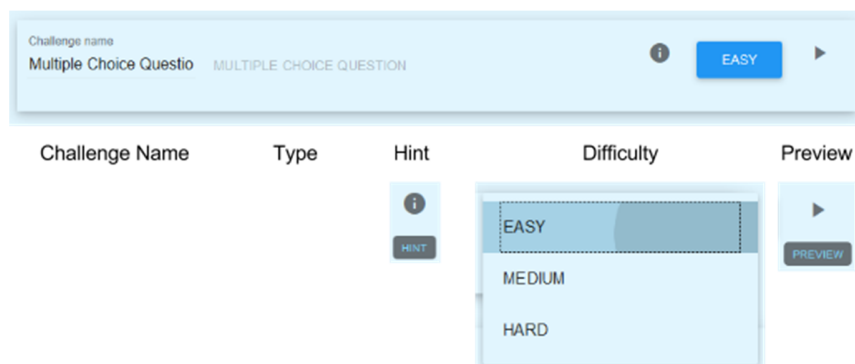 Challenge name
Multiple Choice Questio MULTIPLE CHOICE QUESTION EASY
Challenge Name Type Hint Difficulty Preview
HINT
EASY
MEDIUM
HARD
PREVIEW